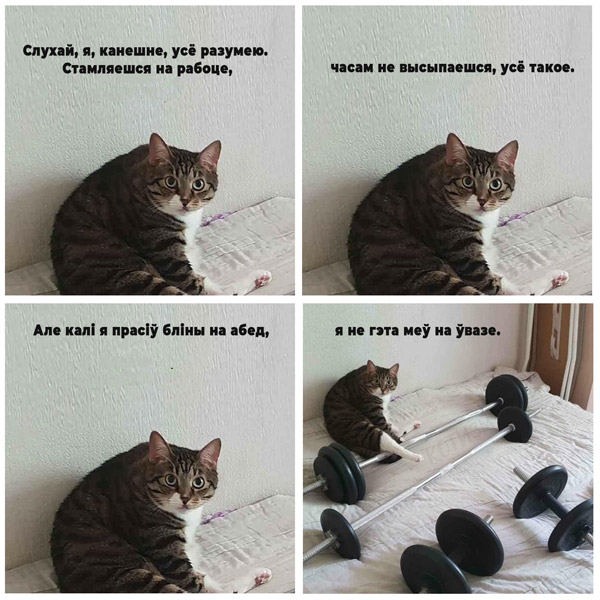 Слухай, я, канешне, усё разумею.
Стамляешся на рабоце,
часам не высыпаешся, усё такое.
Але калі я прасіў бліны на абед,
я не гэта меў на ўвазе.